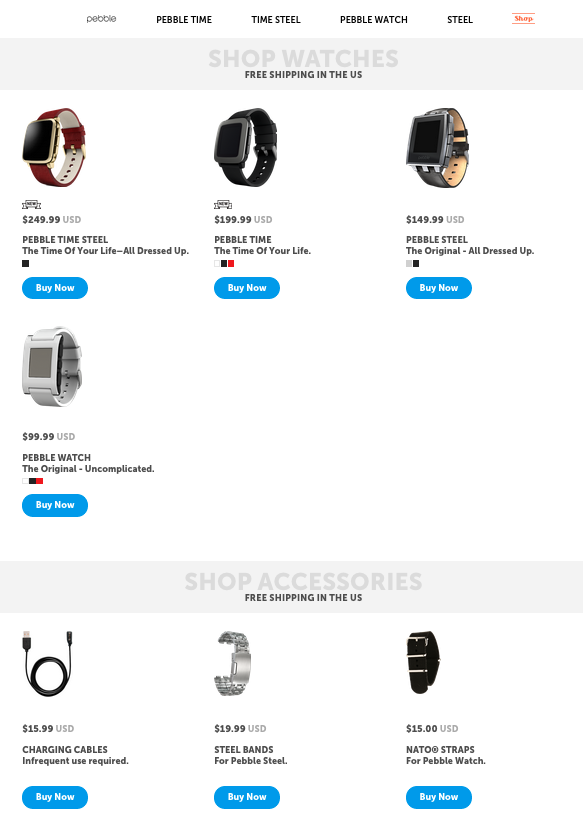 pebble PEBBLE TIME TIME STEEL PEBBLE WATCH STEEL Shop
SHOP WATCHES
FREE SHIPPING IN THE US
NEW
$249.99 USD
PEBBLE TIME STEEL
The Time Of Your Life–All Dressed Up.
Buy Now
NEW
$199.99 USD
PEBBLE TIME
The Time Of Your Life.
Buy Now
$149.99 USD
PEBBLE STEEL
The Original - All Dressed Up.
Buy Now
$99.99 USD
PEBBLE WATCH
The Original - Uncomplicated.
Buy Now
SHOP ACCESSORIES
FREE SHIPPING IN THE US
$15.99 USD
CHARGING CABLES
Infrequent use required.
Buy Now
$19.99 USD
STEEL BANDS
For Pebble Steel.
Buy Now
$15.00 USD
NATO® STRAPS
For Pebble Watch.
Buy Now